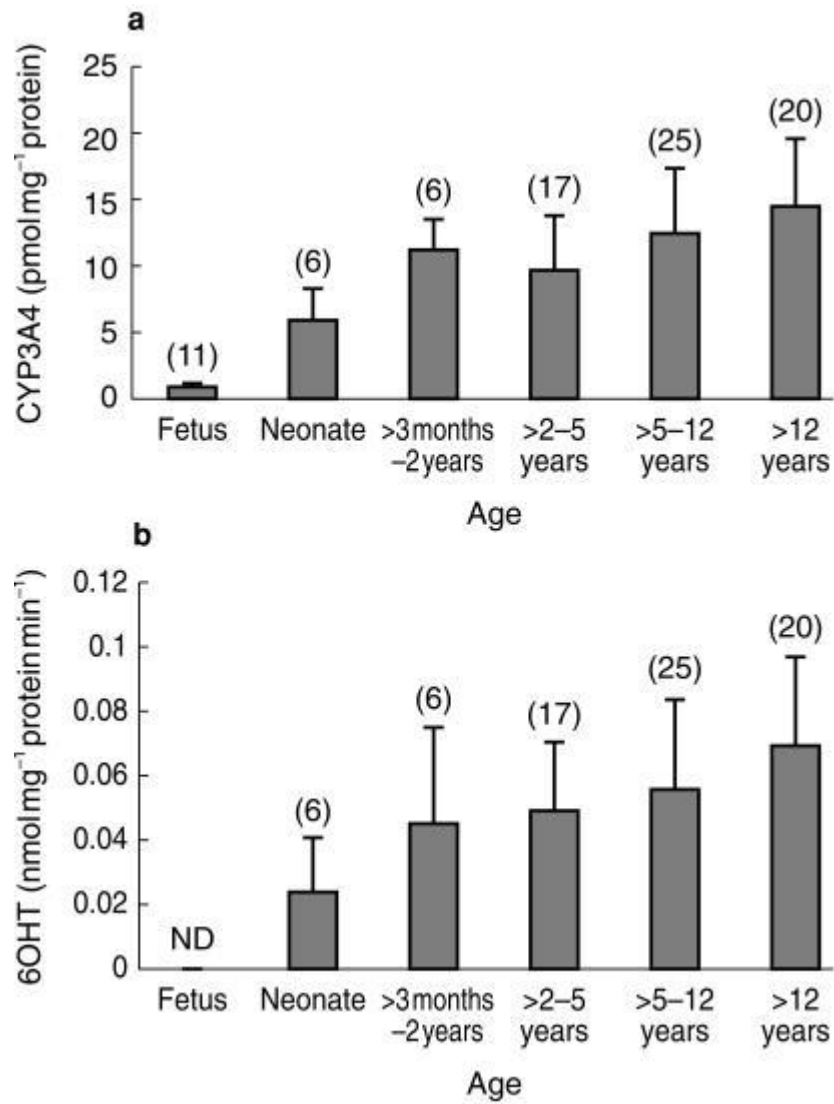 a
CYP3A4 (pmol mg⁻¹ protein)
25
20
15
10
5
0
(11)
(6)
(6)
(17)
(25)
(20)
Fetus
Neonate
>3 months
–2 years
>2–5
years
>5–12
years
>12
years
Age
b
6OHT (nmol mg⁻¹ protein min⁻¹)
0.12
0.1
0.08
0.06
0.04
0.02
0
ND
(6)
(6)
(17)
(25)
(20)
Fetus
Neonate
>3 months
–2 years
>2–5
years
>5–12
years
>12
years
Age